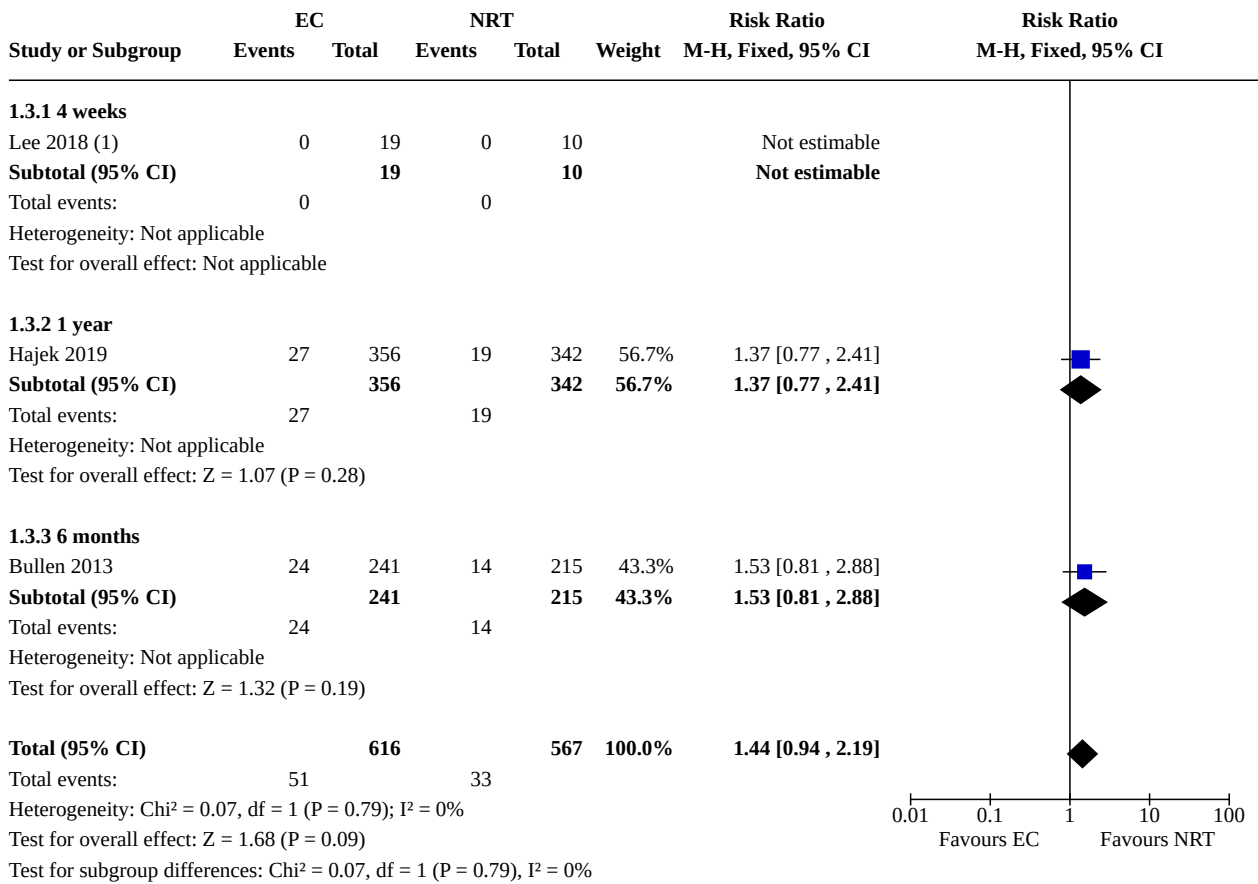 EC NRT Risk Ratio Risk Ratio
Study or Subgroup Events Total Events Total Weight M-H, Fixed, 95% CI M-H, Fixed, 95% CI
1.3.1 4 weeks
Lee 2018 (1) 0 19 0 10 Not estimable
Subtotal (95% CI) 19 10 Not estimable
Total events: 0 0
Heterogeneity: Not applicable
Test for overall effect: Not applicable
1.3.2 1 year
Hajek 2019 27 356 19 342 56.7% 1.37 [0.77 , 2.41]
Subtotal (95% CI) 356 342 56.7% 1.37 [0.77 , 2.41]
Total events: 27 19
Heterogeneity: Not applicable
Test for overall effect: Z = 1.07 (P = 0.28)
1.3.3 6 months
Bullen 2013 24 241 14 215 43.3% 1.53 [0.81 , 2.88]
Subtotal (95% CI) 241 215 43.3% 1.53 [0.81 , 2.88]
Total events: 24 14
Heterogeneity: Not applicable
Test for overall effect: Z = 1.32 (P = 0.19)
Total (95% CI) 616 567 100.0% 1.44 [0.94 , 2.19]
Total events: 51 33
Heterogeneity: Chi² = 0.07, df = 1 (P = 0.79); I² = 0%
0.01 0.1 1 10 100
Test for overall effect: Z = 1.68 (P = 0.09)
Favours EC Favours NRT
Test for subgroup differences: Chi² = 0.07, df = 1 (P = 0.79), I² = 0%